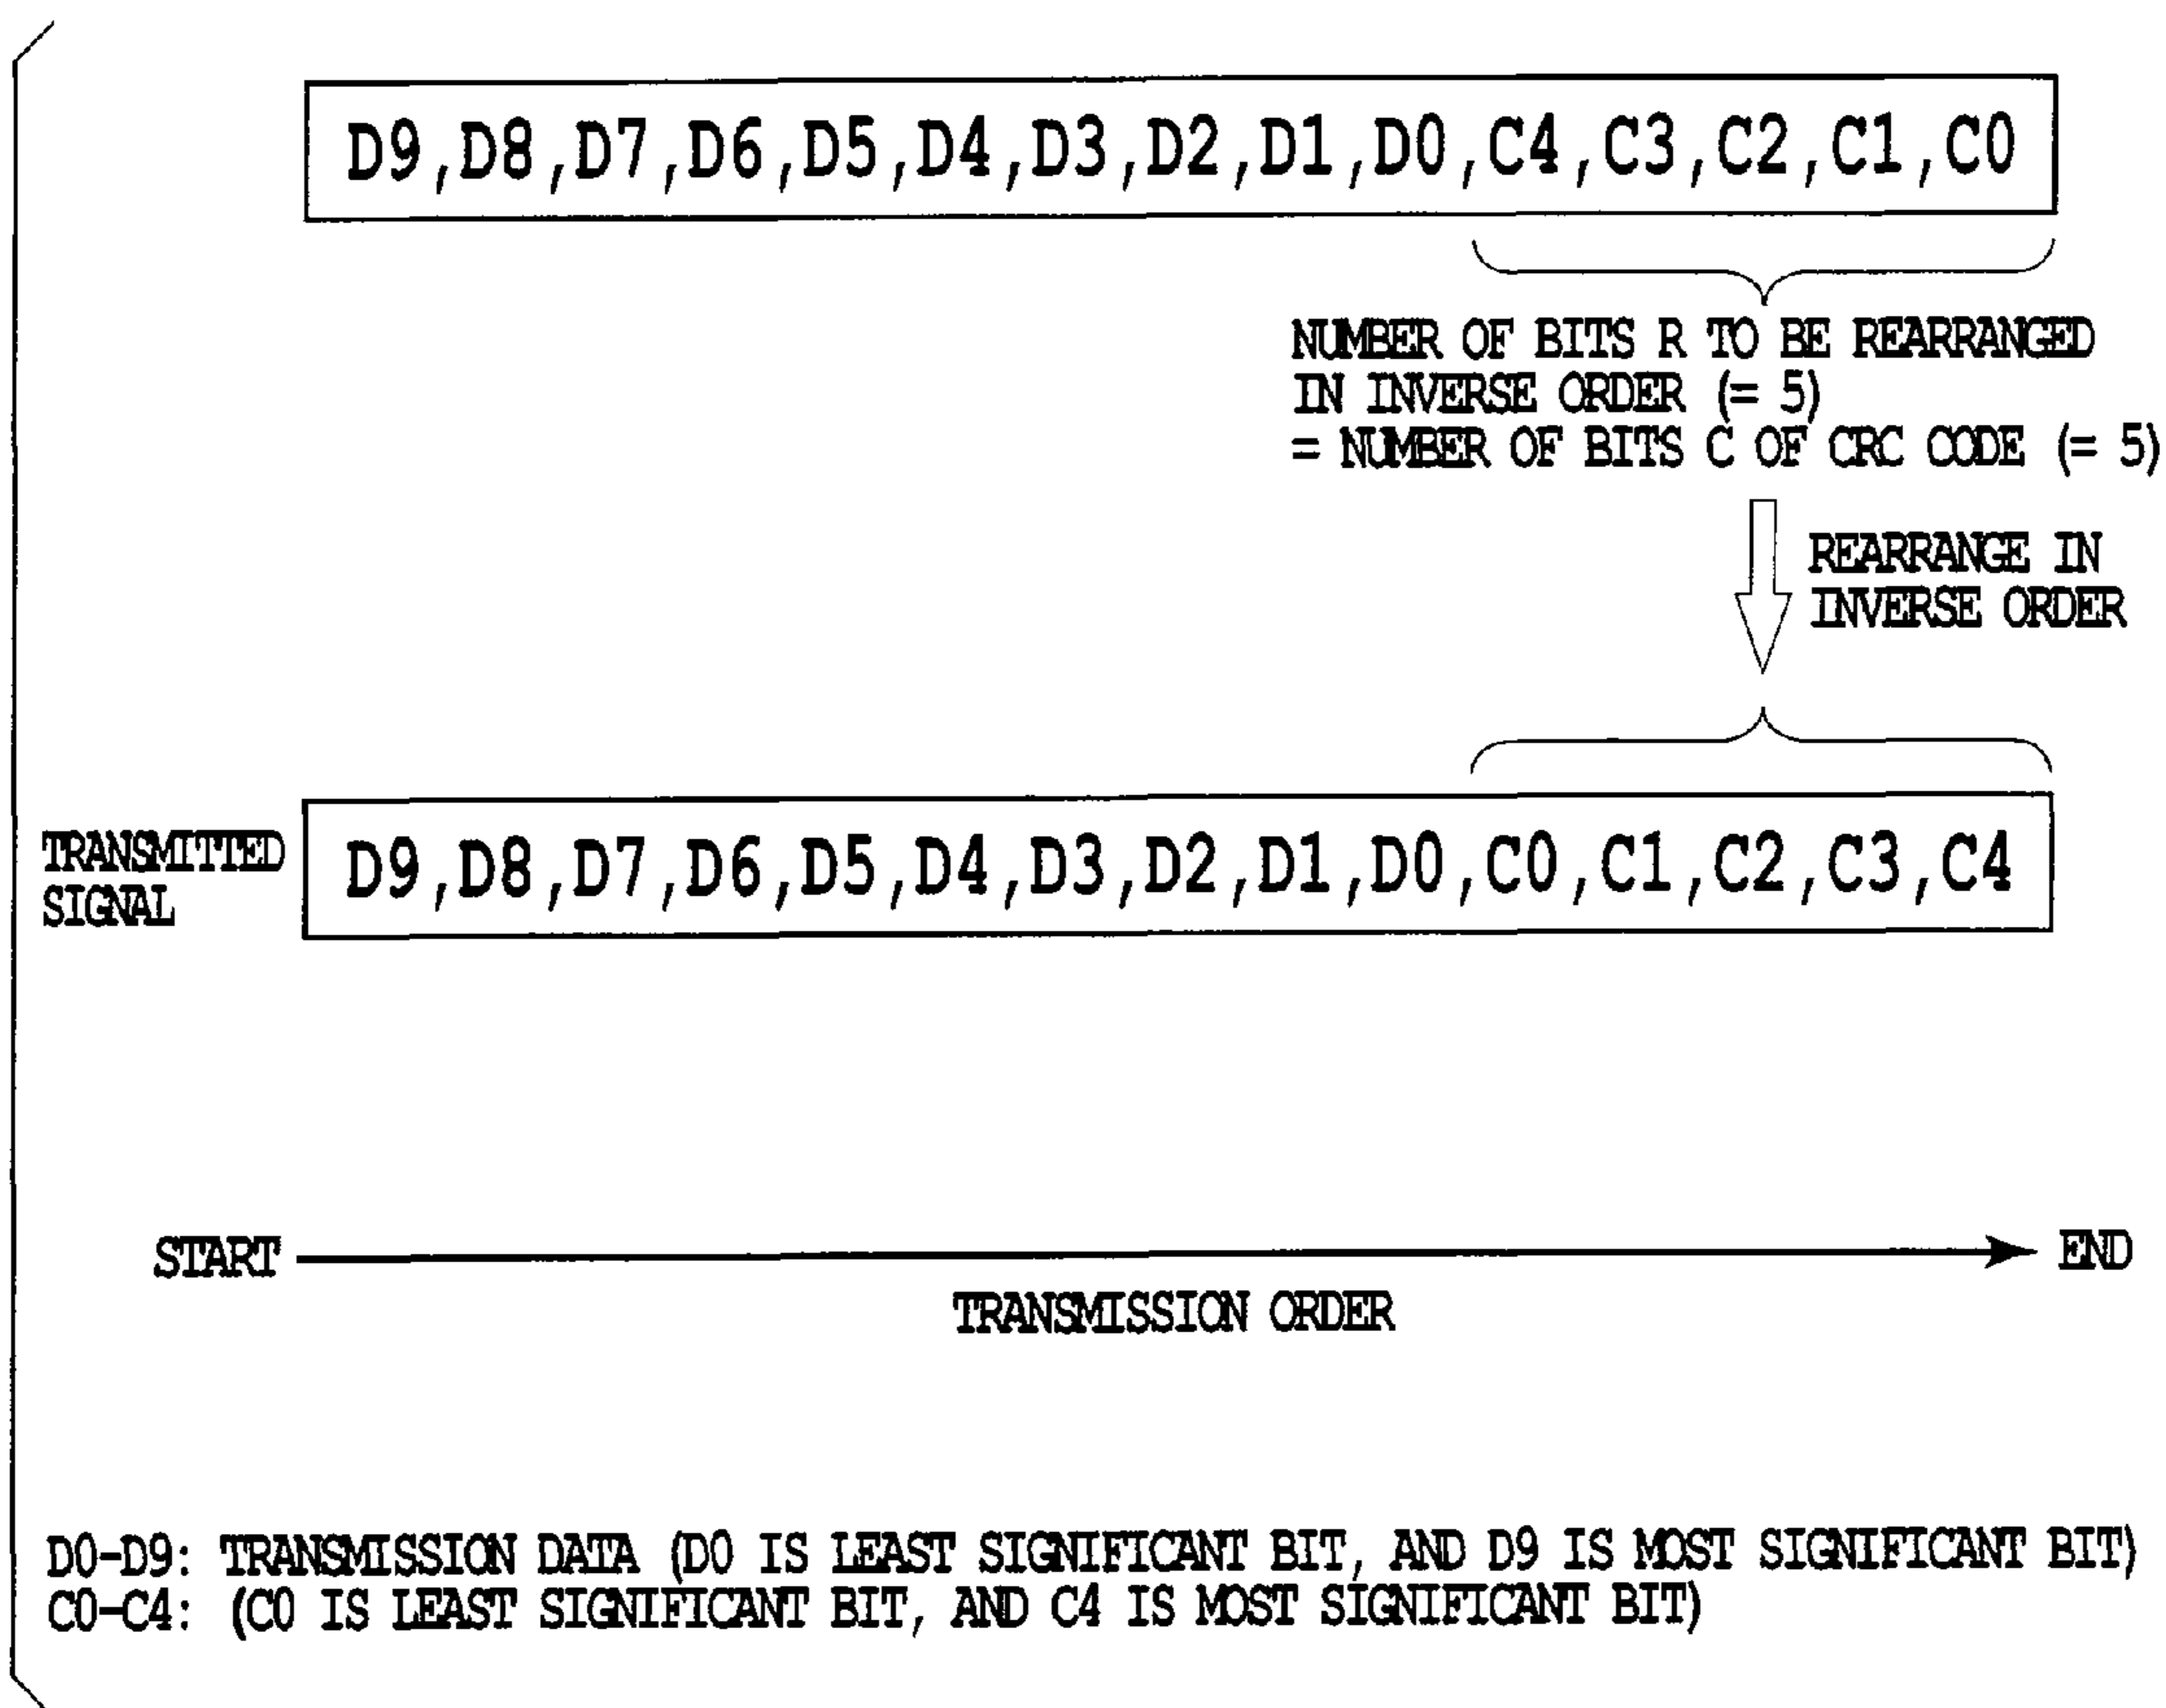 D9,D8,D7,D6,D5,D4,D3,D2,D1,D0,C4,C3,C2,C1,C0
NUMBER OF BITS R TO BE REARRANGED
IN INVERSE ORDER (= 5)
= NUMBER OF BITS C OF CRC CODE (= 5)
REARRANGE IN
INVERSE ORDER
TRANSMITTED
SIGNAL
D9,D8,D7,D6,D5,D4,D3,D2,D1,D0,C0,C1,C2,C3,C4
START
END
TRANSMISSION ORDER
D0-D9: TRANSMISSION DATA (D0 IS LEAST SIGNIFICANT BIT, AND D9 IS MOST SIGNIFICANT BIT)
C0-C4: (C0 IS LEAST SIGNIFICANT BIT, AND C4 IS MOST SIGNIFICANT BIT)